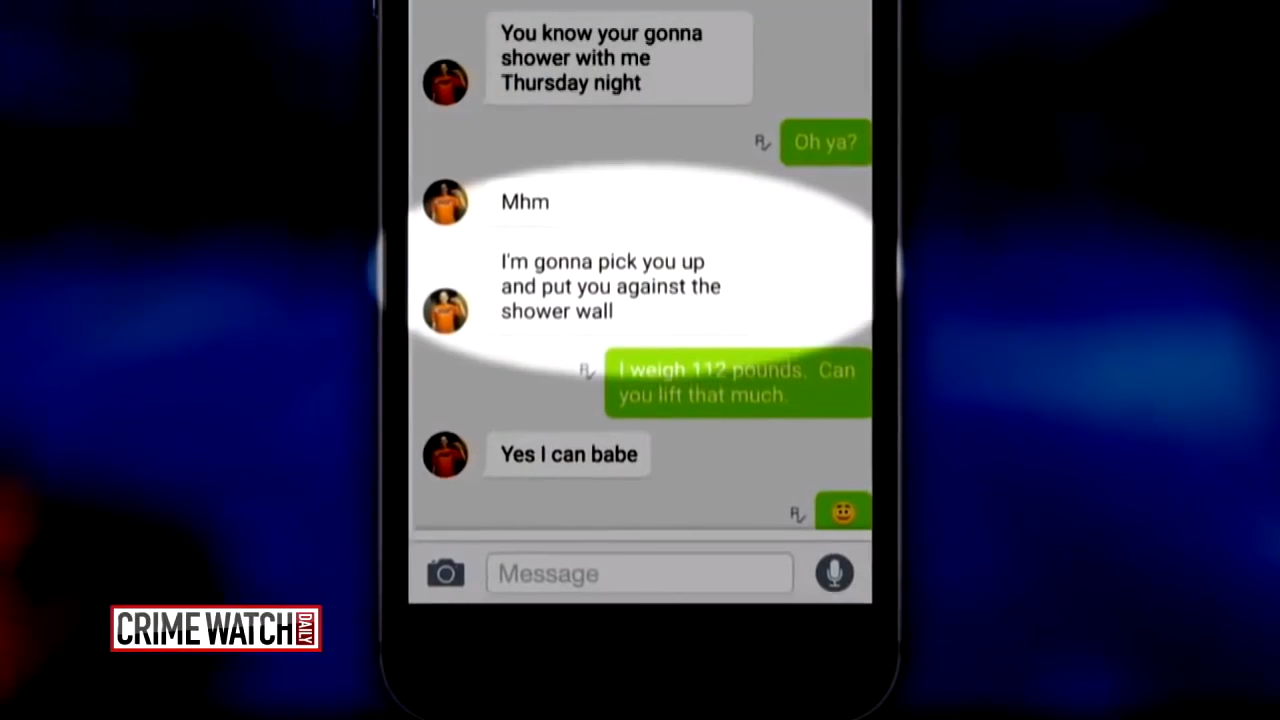 You know your gonna
shower with me
Thursday night
Oh ya?
Mhm
I'm gonna pick you up
and put you against the
shower wall
I weigh 112 pounds. Can
you lift that much.
Yes I can babe
Message
CRIME WATCH DAILY